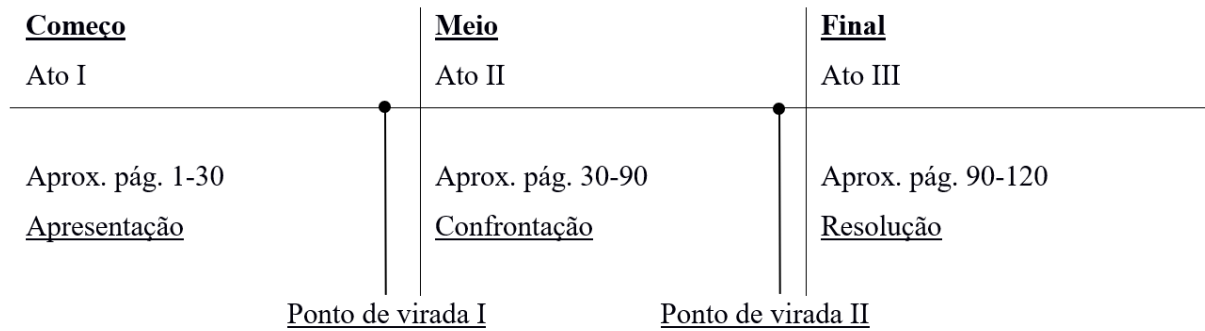 Começo
Ato I
Aprox. pág. 1-30
Apresentação
Meio
Ato II
Aprox. pág. 30-90
Confrontação
Final
Ato III
Aprox. pág. 90-120
Resolução
Ponto de virada I
Ponto de virada II